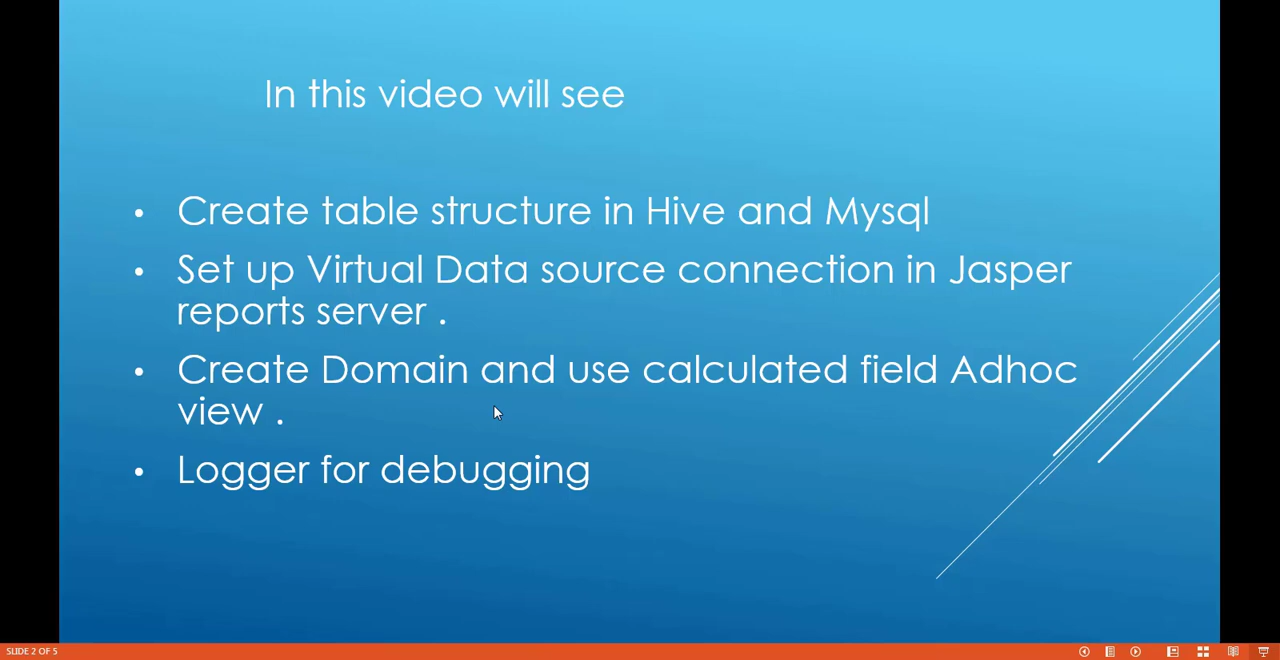 In this video will see
• Create table structure in Hive and Mysql
• Set up Virtual Data source connection in Jasper
reports server .
• Create Domain and use calculated field Adhoc
view .
• Logger for debugging
SLIDE 2 OF 5